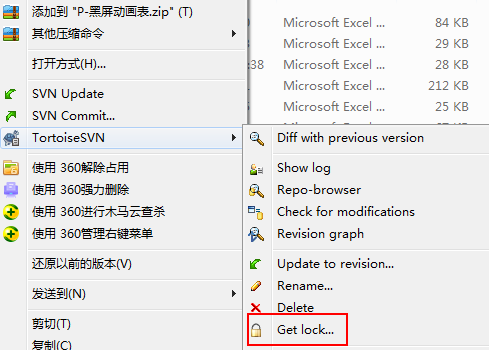 添加到 "P-黑屏动画表.zip" (T)
其他压缩命令
打开方式(H)...
SVN Update
SVN Commit...
TortoiseSVN
使用 360解除占用
使用 360强力删除
使用 360进行木马云查杀
使用 360管理右键菜单
还原以前的版本(V)
发送到(N)
剪切(T)
复制(C)
Microsoft Excel ... 84 KB
Microsoft Excel ... 29 KB
:38 Microsoft Excel ... 28 KB
Microsoft Excel ... 212 KB
Microsoft Excel ... 25 KB
Diff with previous version
Show log
Repo-browser
Check for modifications
Revision graph
Update to revision...
Rename...
Delete
Get lock...